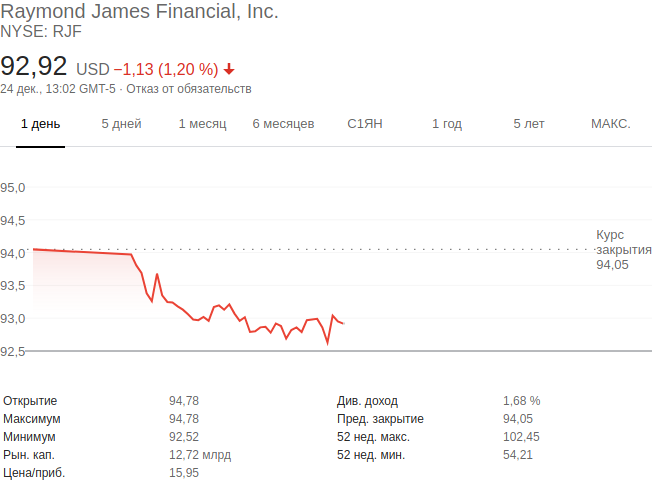 Raymond James Financial, Inc.
NYSE: RJF
92,92 USD −1,13 (1,20 %)
24 дек., 13:02 GMT-5 · Отказ от обязательств
1 день 5 дней 1 месяц 6 месяцев С1ЯН 1 год 5 лет МАКС.
95,0
94,5
Курс
94,0 закрытия
94,05
93,5
93,0
92,5
Открытие 94,78 Див. доход 1,68 %
Максимум 94,78 Пред. закрытие 94,05
Минимум 92,52 52 нед. макс. 102,45
Рын. кап. 12,72 млрд 52 нед. мин. 54,21
Цена/приб. 15,95